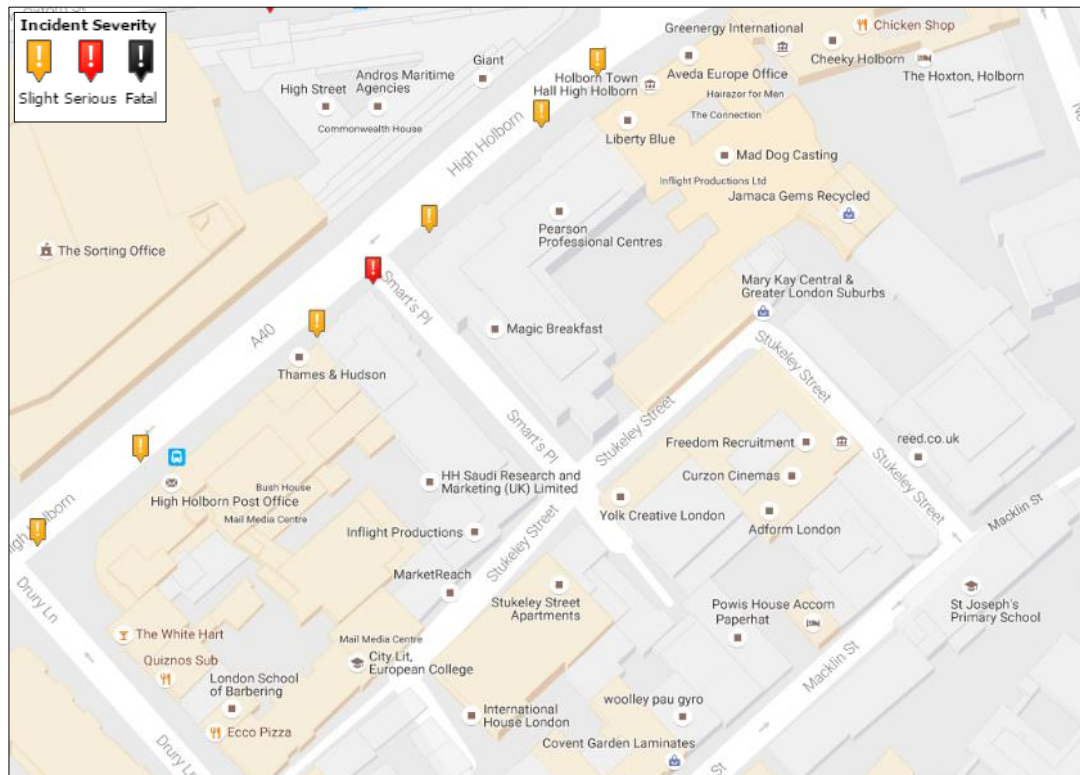 Incident Severity
Slight Serious Fatal
Greenergy International
Chicken Shop
Cheeky Holborn
The Hoxton, Holborn
Aveda Europe Office
Holborn Town
Hall High Holborn
Hairazor for Men
The Connection
Giant
Andros Maritime
Agencies
High Street
Commonwealth House
High Holborn
Liberty Blue
Mad Dog Casting
Inflight Productions Ltd
Jamaca Gems Recycled
Pearson
Professional Centres
The Sorting Office
Smart's Pl
Mary Kay Central &
Greater London Suburbs
A40
Magic Breakfast
Stukeley Street
Thames & Hudson
Smart's Pl
Stukeley Street
Freedom Recruitment
reed.co.uk
Curzon Cinemas
Stukeley Street
HH Saudi Research and
Marketing (UK) Limited
High Holborn Post Office
Bush House
Mail Media Centre
Yolk Creative London
Adform London
Macklin St
Inflight Productions
Stukeley Street
MarketReach
Drury Ln
Stukeley Street
Apartments
Powis House Accom
Paperhat
St Joseph's
Primary School
The White Hart
Mail Media Centre
City Lit,
European College
Quiznos Sub
London School
of Barbering
Macklin St
woolley pau gyro
International
House London
Ecco Pizza
Drury Ln
Covent Garden Laminates
St